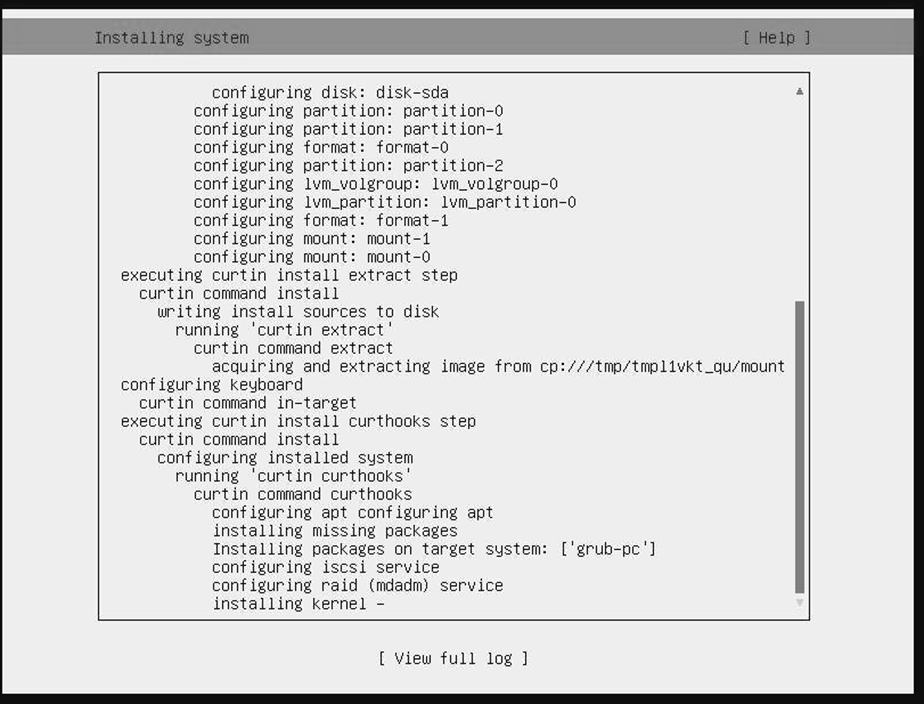 Installing system [ Help ]
configuring disk: disk-sda
configuring partition: partition-0
configuring partition: partition-1
configuring format: format-0
configuring partition: partition-2
configuring lvm_volgroup: lvm_volgroup-0
configuring lvm_partition: lvm_partition-0
configuring format: format-1
configuring mount: mount-1
configuring mount: mount-0
executing curtin install extract step
curtin command install
writing install sources to disk
running 'curtin extract'
curtin command extract
acquiring and extracting image from cp:///tmp/tmpl1vkt_qu/mount
configuring keyboard
curtin command in-target
executing curtin install curthooks step
curtin command install
configuring installed system
running 'curtin curthooks'
curtin command curthooks
configuring apt configuring apt
installing missing packages
Installing packages on target system: ['grub-pc']
configuring iscsi service
configuring raid (mdadm) service
installing kernel -
[ View full log ]